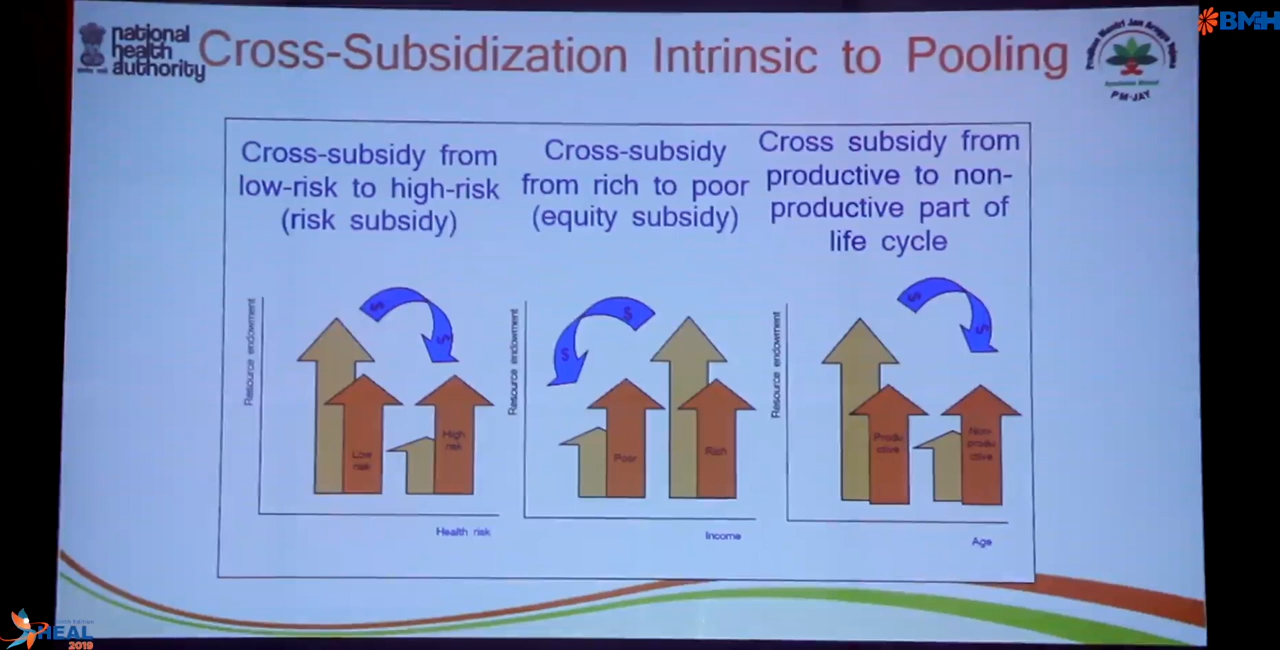 national
health
authority
Cross-Subsidization Intrinsic to Pooling
PM-JAY
BMH
Cross-subsidy from
low-risk to high-risk
(risk subsidy)
Cross-subsidy
from rich to poor
(equity subsidy)
Cross subsidy from
productive to non-
productive part of
life cycle
Resource endowment
$
$
Low
risk
High
risk
Health risk
Resource endowment
$
$
Poor
Rich
Income
Resource endowment
$
$
Produ
ctive
Non-
produ
ctive
Age
HEAL
2019